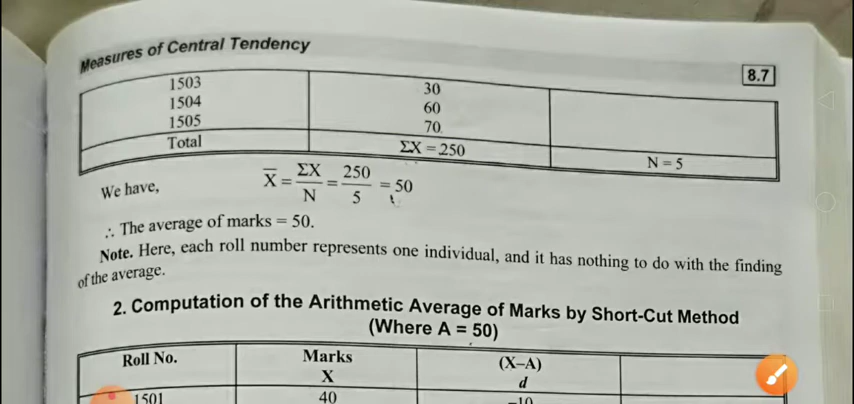 Measures of Central Tendency
8.7
1503 30
1504 60
1505 70
Total ΣX = 250 N = 5
We have, X̄ = ΣX/N = 250/5 = 50
∴ The average of marks = 50.
Note. Here, each roll number represents one individual, and it has nothing to do with the finding
of the average.
2. Computation of the Arithmetic Average of Marks by Short-Cut Method
(Where A = 50)
Roll No. Marks (X–A)
X d
1501 40 –10